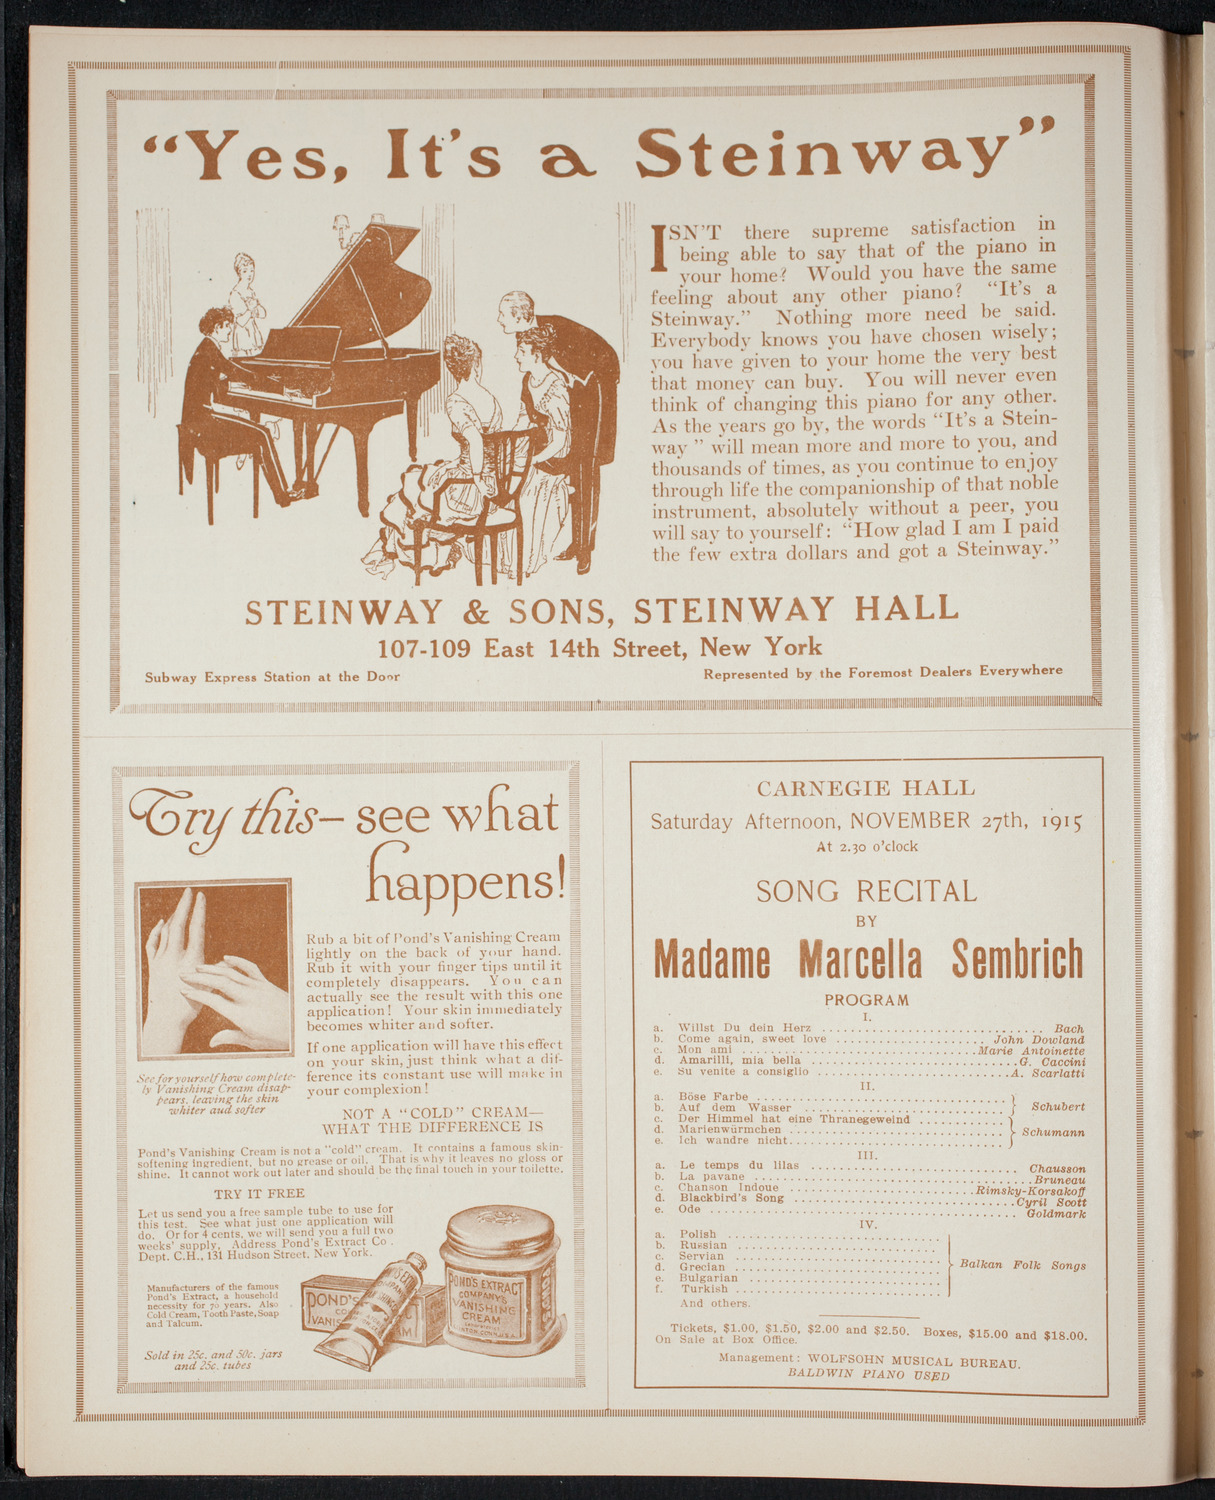 “Yes, It's a Steinway”
ISN'T there supreme satisfaction in
being able to say that of the piano in
your home? Would you have the same
feeling about any other piano? “It's a
Steinway.” Nothing more need be said.
Everybody knows you have chosen wisely;
you have given to your home the very best
that money can buy. You will never even
think of changing this piano for any other.
As the years go by, the words “It's a Stein-
way ” will mean more and more to you, and
thousands of times, as you continue to enjoy
through life the companionship of that noble
instrument, absolutely without a peer, you
will say to yourself: “How glad I am I paid
the few extra dollars and got a Steinway.”
STEINWAY & SONS, STEINWAY HALL
107-109 East 14th Street, New York
Subway Express Station at the Door
Represented by the Foremost Dealers Everywhere
Try this—see what
happens!
Rub a bit of Pond's Vanishing Cream
lightly on the back of your hand.
Rub it with your finger tips until it
completely disappears. You can
actually see the result with this one
application! Your skin immediately
becomes whiter and softer.
If one application will have this effect
on your skin, just think what a dif-
ference its constant use will make in
your complexion!
See for yourself how complete-
ly Vanishing Cream disap-
pears, leaving the skin
whiter and softer
NOT A “COLD” CREAM—
WHAT THE DIFFERENCE IS
Pond's Vanishing Cream is not a "cold" cream. It contains a famous skin-
softening ingredient, but no grease or oil. That is why it leaves no gloss or
shine. It cannot work out later and should be the final touch in your toilette.
TRY IT FREE
Let us send you a free sample tube to use for
this test. See what just one application will
do. Or for 4 cents, we will send you a full two
weeks' supply. Address Pond's Extract Co.
Dept. C.H., 131 Hudson Street, New York.
Manufacturers of the famous
Pond's Extract, a household
necessity for 70 years. Also
Cold Cream, Tooth Paste, Soap
and Talcum.
Sold in 25c. and 50c. jars
and 25c. tubes
POND'S
VANIS
AM
POND'S EXTRACT
COMPANY'S
VANISHING
CREAM
CARNEGIE HALL
Saturday Afternoon, NOVEMBER 27th, 1915
At 2.30 o'clock
SONG RECITAL
BY
Madame Marcella Sembrich
PROGRAM
I.
a. Willst Du dein Herz ........ Bach
b. Come again, sweet love ........ John Dowland
c. Mon ami ........ Marie Antoinette
d. Amarilli, mia bella ........ G. Caccini
e. Su venite a consiglio ........ A. Scarlatti
II.
a. Böse Farbe ........
b. Auf dem Wasser ........ Schubert
c. Der Himmel hat eine Thranegeweind ........
d. Marienwürmchen ........ Schumann
e. Ich wandre nicht ........
III.
a. Le temps du lilas ........ Chausson
b. La pavane ........ Bruneau
c. Chanson Indoue ........ Rimsky-Korsakoff
d. Blackbird's Song ........ Cyril Scott
e. Ode ........ Goldmark
IV.
a. Polish ........
b. Russian ........
c. Servian ........
d. Grecian ........ Balkan Folk Songs
e. Bulgarian ........
f. Turkish ........
And others.
Tickets, $1.00, $1.50, $2.00 and $2.50. Boxes, $15.00 and $18.00.
On Sale at Box Office.
Management: WOLFSOHN MUSICAL BUREAU.
BALDWIN PIANO USED